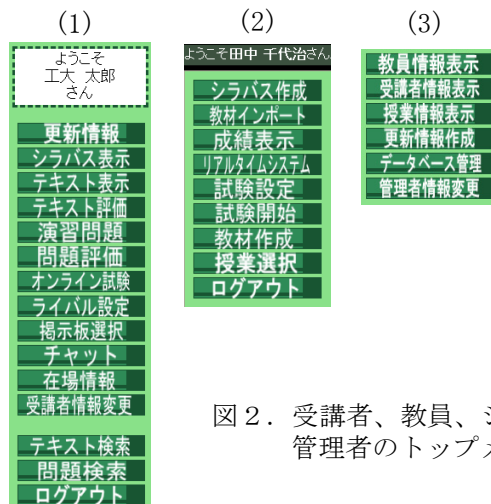 (1)
ようこそ
工大 太郎
さん
更新情報
シラバス表示
テキスト表示
テキスト評価
演習問題
問題評価
オンライン試験
ライバル設定
掲示板選択
チャット
在場情報
受講者情報変更
テキスト検索
問題検索
ログアウト
(2)
ようこそ田中 千代治さん
シラバス作成
教材インポート
成績表示
リアルタイムシステム
試験設定
試験開始
教材作成
授業選択
ログアウト
(3)
教員情報表示
受講者情報表示
授業情報表示
更新情報作成
データベース管理
管理者情報変更
図２．受講者、教員、シ
管理者のトップメ